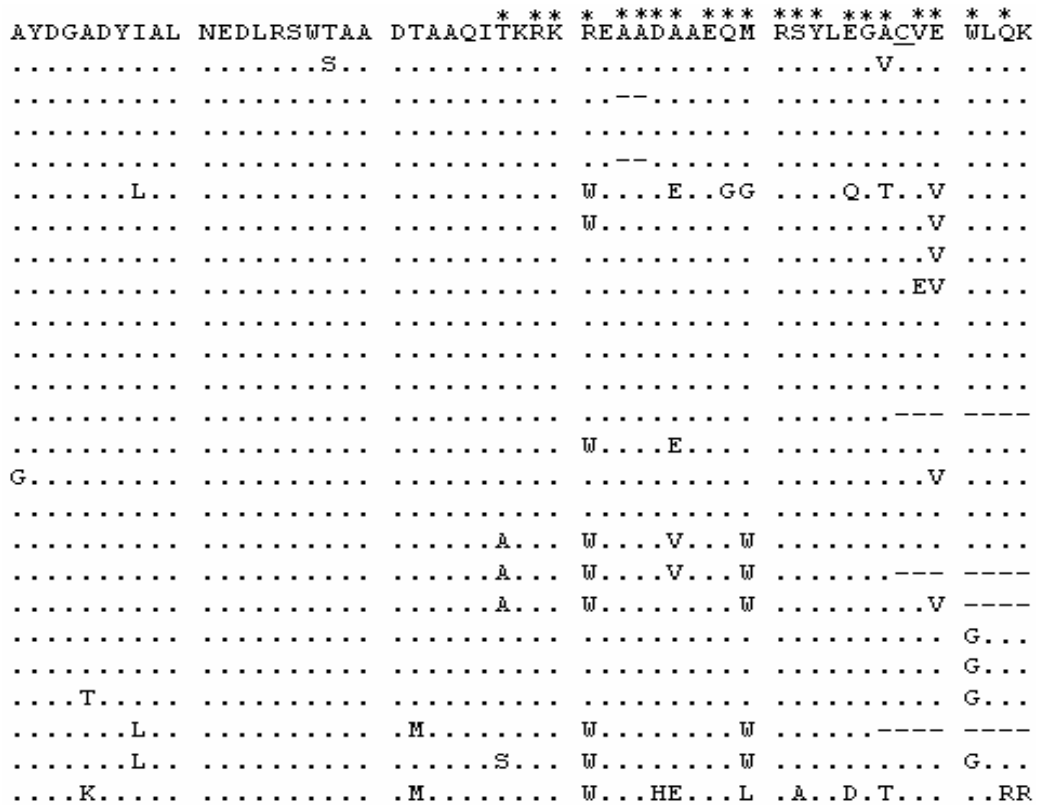 * ** * **** *** *** *** ** * *
AYDGADYIAL NEDLRSWTAA DTAAQITKRK REAADAAEQM RSYLEGACVE WLQK
.......... .......S.. .......... .......... ......V... ....
.......... .......... .......... ..--...... .......... ....
.......... .......... .......... .......... .......... ....
.......... .......... .......... ..--...... .......... ....
.......L.. .......... .......... W....E..GG ....Q.T..V ....
.......... .......... .......... W......... .........V ....
.......... .......... .......... .......... .........V ....
.......... .......... .......... .......... ........EV ....
.......... .......... .......... .......... .......... ....
.......... .......... .......... .......... .......... ....
.......... .......... .......... .......... .......... ....
.......... .......... .......... .......... .......--- ----
.......... .......... .......... W....E.... .......... ....
G......... .......... .......... .......... .........V ....
.......... .......... .......... .......... .......... ....
.......... .......... ......A... W....V...W .......... ....
.......... .......... ......A... W....V...W .......--- ----
.......... .......... ......A... W........W .........V ----
.......... .......... .......... .......... .......... G...
.......... .......... .......... .......... .......... G...
....T..... .......... .......... .......... .......... G...
.......L.. .......... .M........ W........W ......---- ----
.......L.. .......... ......S... W........W .......... G...
....K..... .......... .M........ W...HE...L .A..D.T... ..RR